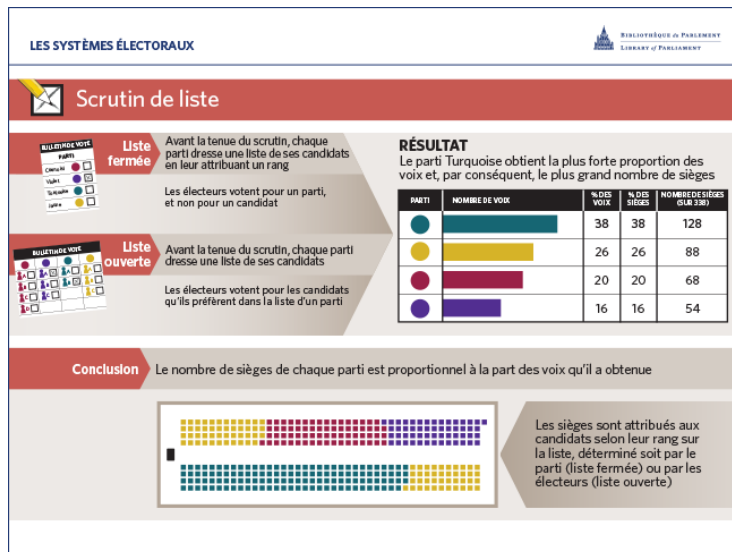 LES SYSTÈMES ÉLECTORAUX
BIBLIOTHÈQUE du PARLEMENT
LIBRARY of PARLIAMENT
Scrutin de liste
BULLETIN DE VOTE
PARTI
Cramoisi
Violet
Turquoise
Jaune
Liste
fermée
Avant la tenue du scrutin, chaque
parti dresse une liste de ses candidats
en leur attribuant un rang
Les électeurs votent pour un parti,
et non pour un candidat
BULLETIN DE VOTE
Liste
ouverte
Avant la tenue du scrutin, chaque parti
dresse une liste de ses candidats
Les électeurs votent pour les candidats
qu'ils préfèrent dans la liste d'un parti
RÉSULTAT
Le parti Turquoise obtient la plus forte proportion des
voix et, par conséquent, le plus grand nombre de sièges
PARTI NOMBRE DE VOIX % DES VOIX % DES SIÈGES NOMBRE DE SIÈGES (SUR 338)
38 38 128
26 26 88
20 20 68
16 16 54
Conclusion Le nombre de sièges de chaque parti est proportionnel à la part des voix qu'il a obtenue
Les sièges sont attribués aux
candidats selon leur rang sur
la liste, déterminé soit par le
parti (liste fermée) ou par les
électeurs (liste ouverte)